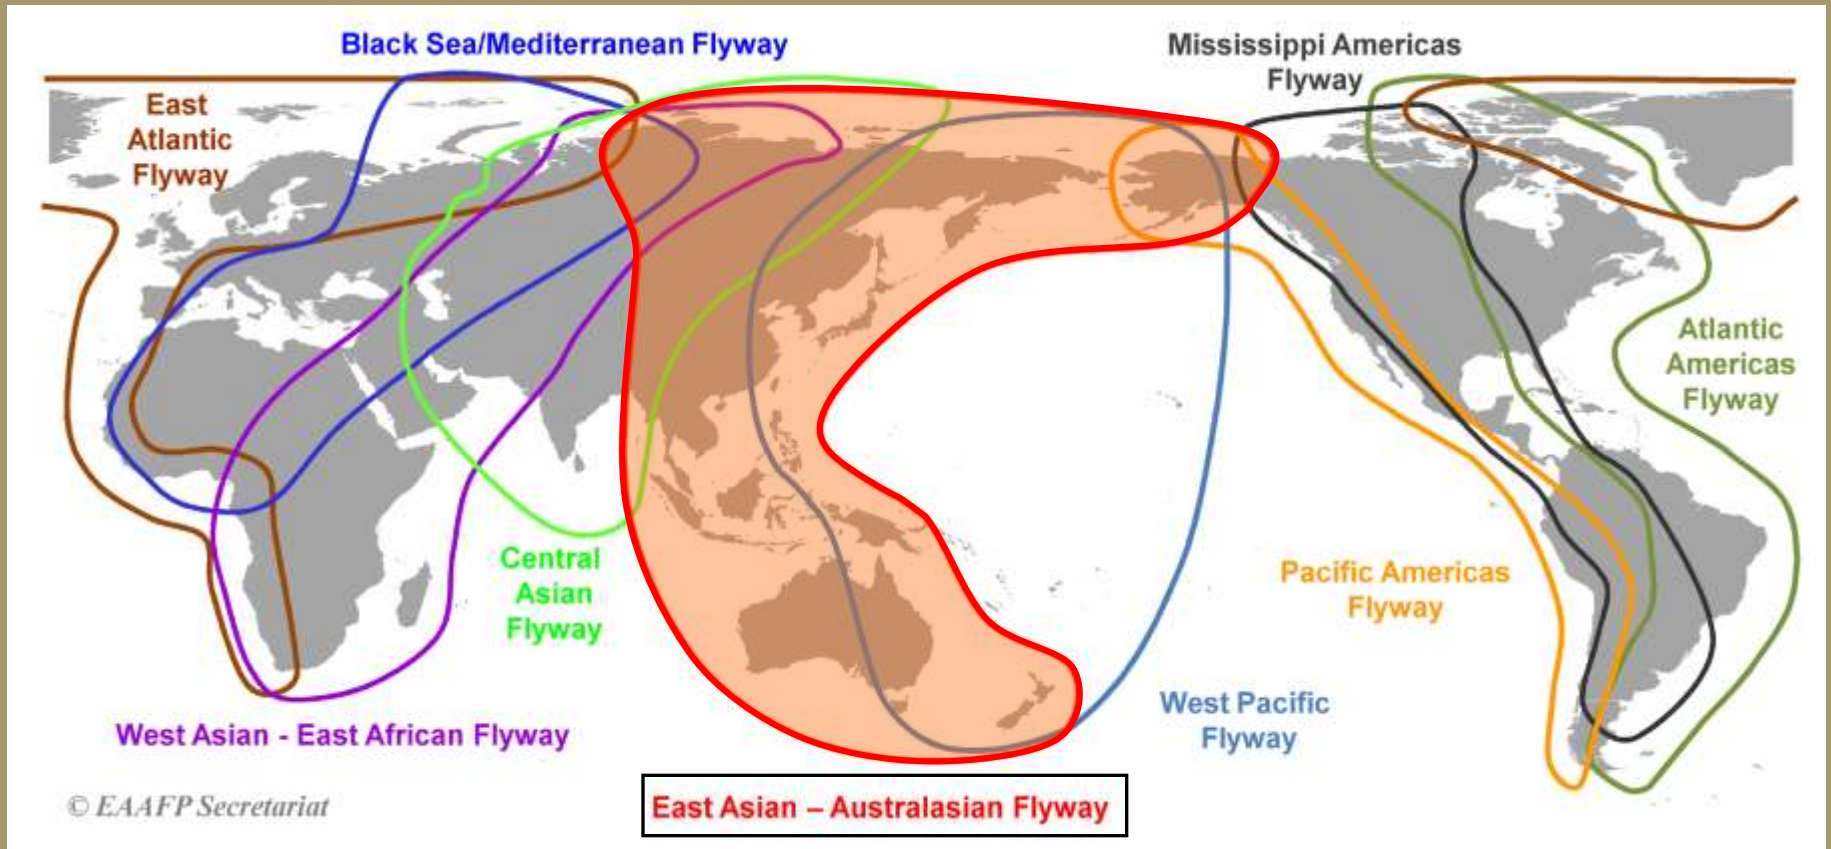 Black Sea/Mediterranean Flyway
Mississippi Americas
Flyway
East
Atlantic
Flyway
Atlantic
Americas
Flyway
Central
Asian
Flyway
Pacific Americas
Flyway
West Pacific
Flyway
West Asian - East African Flyway
© EAAFP Secretariat
East Asian – Australasian Flyway